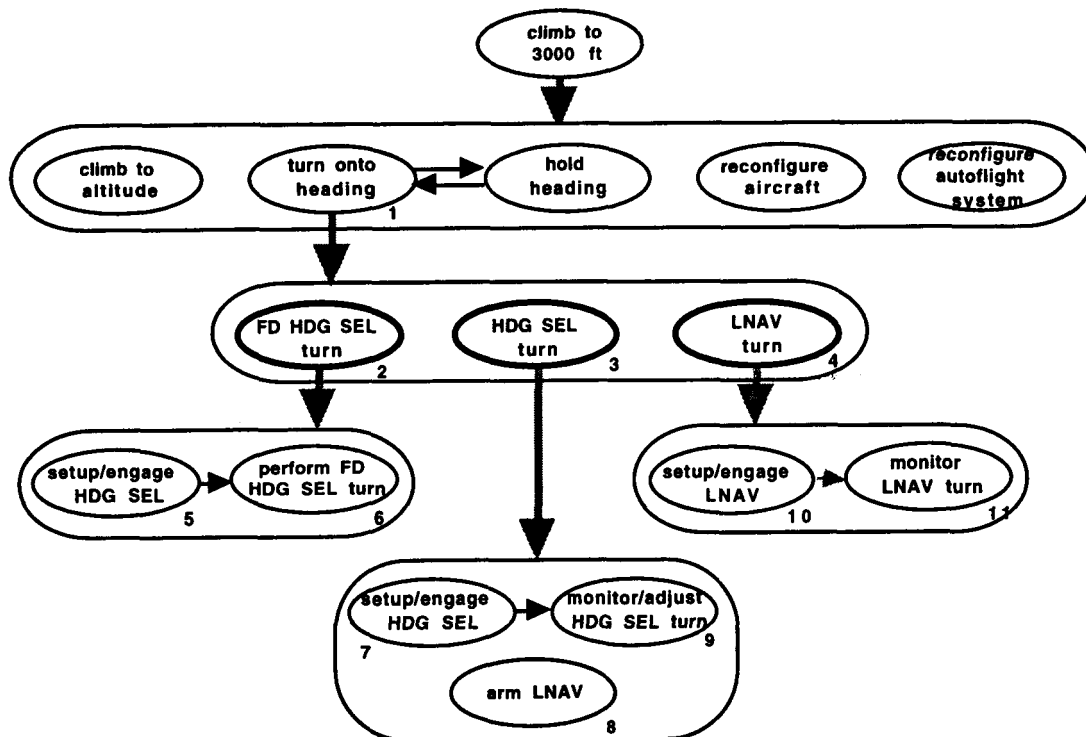 climb to
3000 ft
climb to
altitude
turn onto
heading
1
hold
heading
reconfigure
aircraft
reconfigure
autoflight
system
FD HDG SEL
turn
2
HDG SEL
turn
3
LNAV
turn
4
setup/engage
HDG SEL
5
perform FD
HDG SEL turn
6
setup/engage
LNAV
10
monitor
LNAV turn
11
setup/engage
HDG SEL
7
monitor/adjust
HDG SEL turn
9
arm LNAV
8